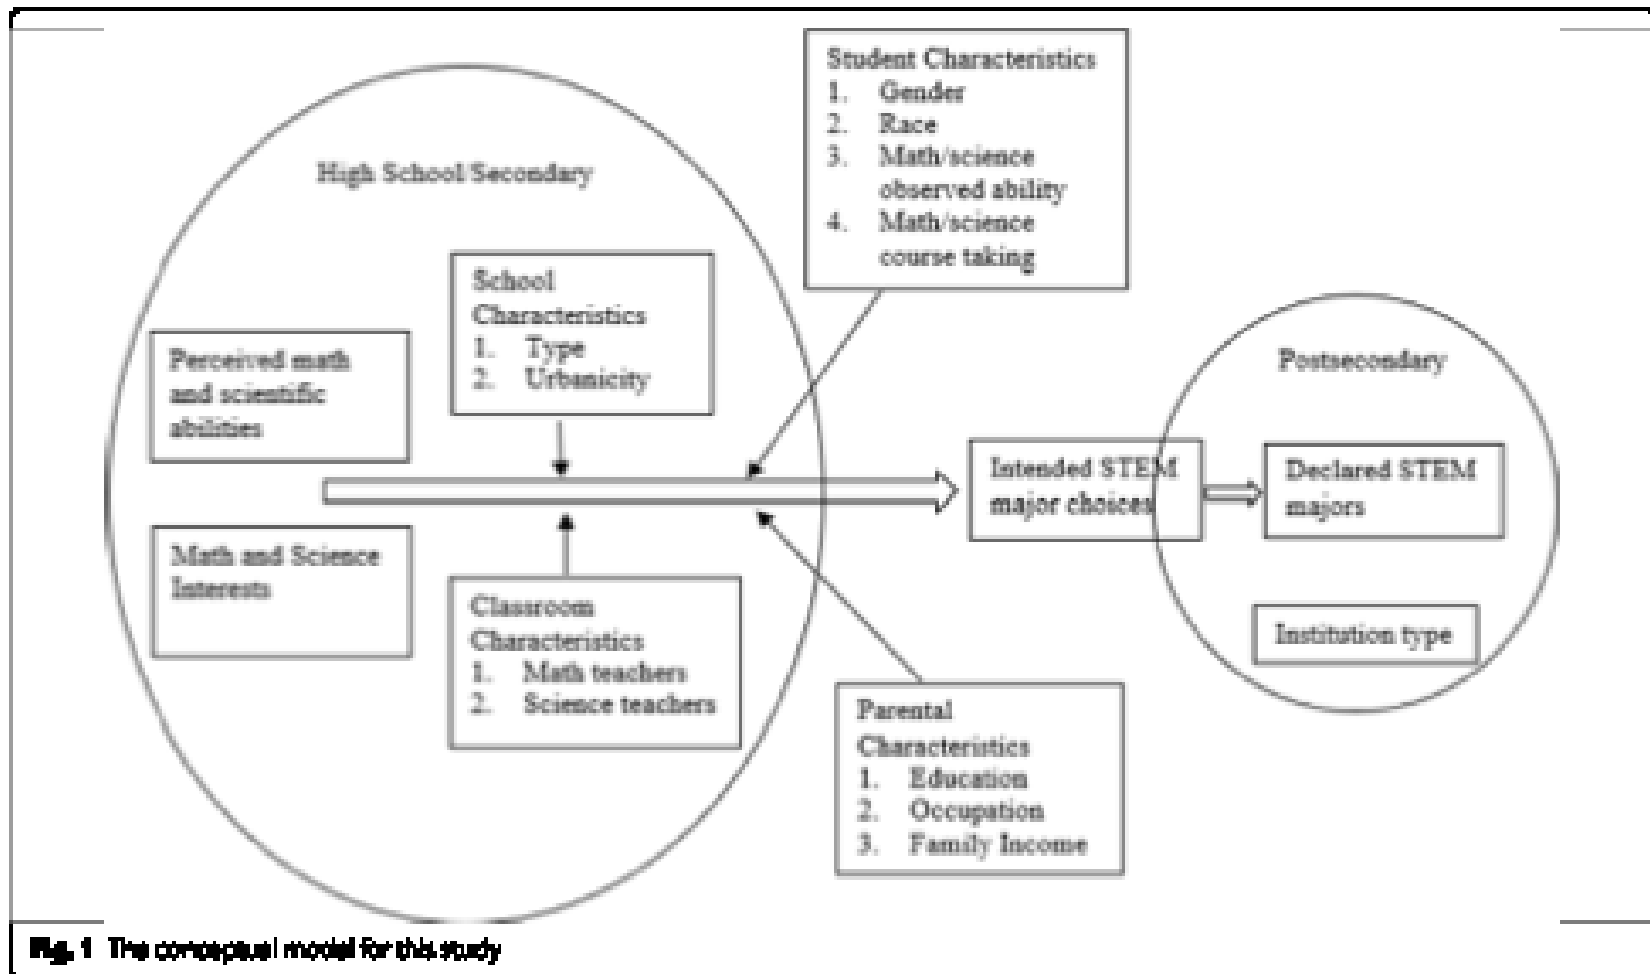 Student Characteristics
1. Gender
2. Race
3. Math/science
observed ability
4. Math/science
course taking
High School/Secondary
School
Characteristics
1. Type
2. Urbanicity
Perceived math
and scientific
abilities
Math and Science
Interests
Classroom
Characteristics
1. Math teachers
2. Science teachers
Parental
Characteristics
1. Education
2. Occupation
3. Family Income
Intended STEM
major choices
Postsecondary
Declared STEM
majors
Institution type
Fig. 1 The conceptual model for this study